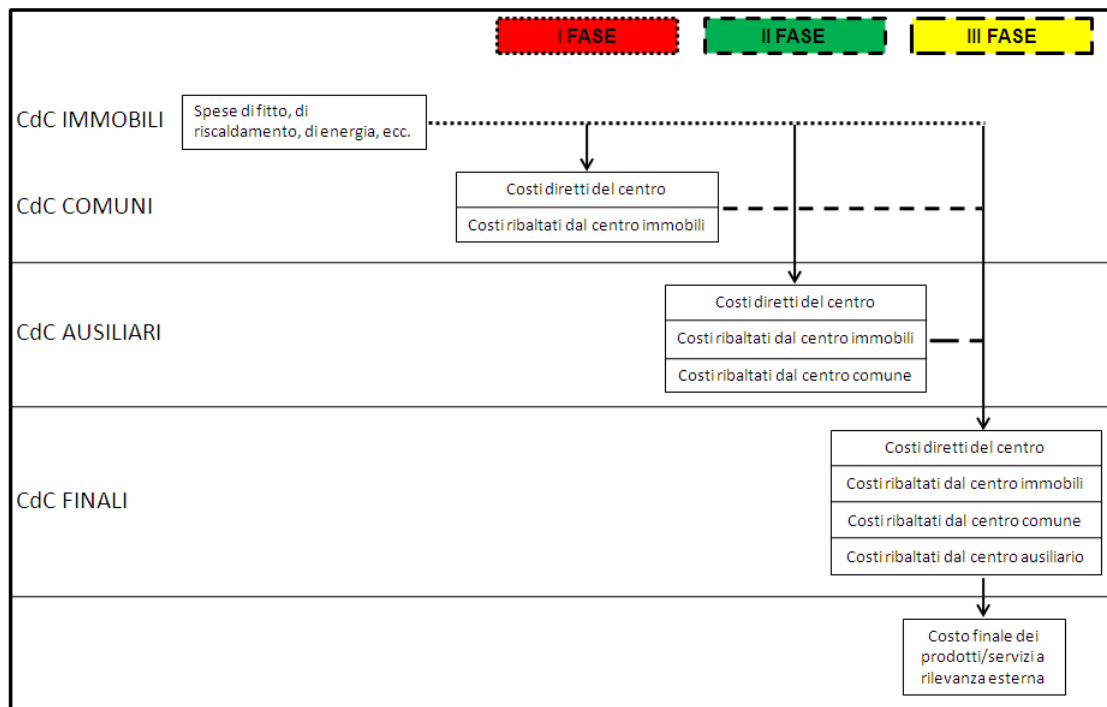 I FASE
II FASE
III FASE
CdC IMMOBILI
Spese di fitto, di
riscaldamento, di energia, ecc.
CdC COMUNI
Costi diretti del centro
Costi ribaltati dal centro immobili
CdC AUSILIARI
Costi diretti del centro
Costi ribaltati dal centro immobili
Costi ribaltati dal centro comune
CdC FINALI
Costi diretti del centro
Costi ribaltati dal centro immobili
Costi ribaltati dal centro comune
Costi ribaltati dal centro ausiliario
Costo finale dei
prodotti/servizi a
rilevanza esterna